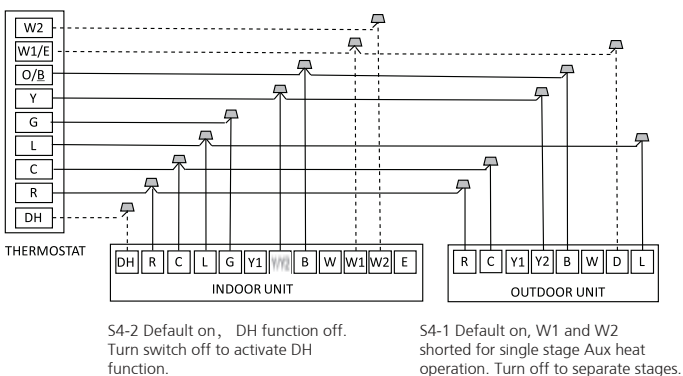 W2
W1/E
O/B
Y
G
L
C
R
DH
THERMOSTAT
DH R C L G Y1 B W W1 W2 E
INDOOR UNIT
R C Y1 Y2 B W D L
OUTDOOR UNIT
S4-2 Default on， DH function off.
Turn switch off to activate DH
function.
S4-1 Default on, W1 and W2
shorted for single stage Aux heat
operation. Turn off to separate stages.